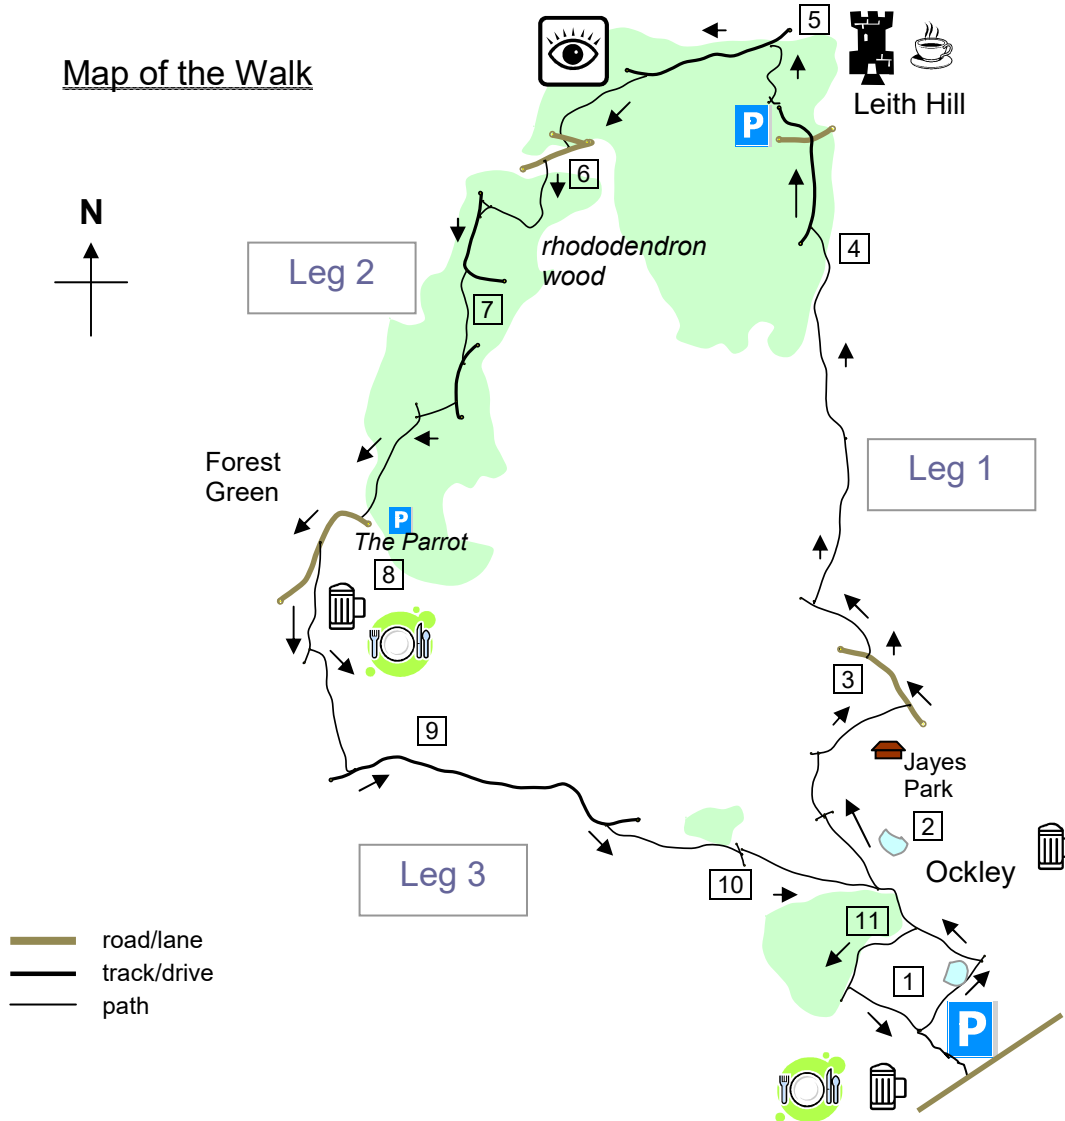 Map of the Walk
5
P
Leith Hill
6
N
4
rhododendron
wood
Leg 2
7
Leg 1
Forest
Green
P
The Parrot
8
3
9
Jayes
Park
2
Leg 3
Ockley
10
11
road/lane
track/drive
path
1
P